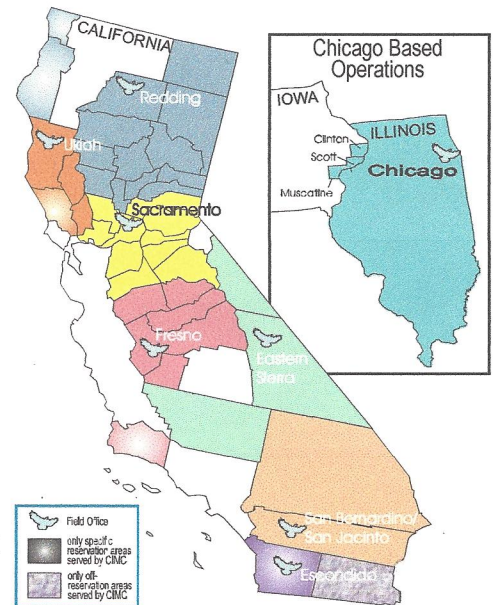 CALIFORNIA
Redding
Ukiah
Sacramento
Fresno
Eastern
Sierra
San Bernardino/
San Jacinto
Escondido
Chicago Based
Operations
IOWA
ILLINOIS
Clinton
Scott
Chicago
Muscatine
Field Office
only specific
reservation areas
served by CIMC
only off-
reservation areas
served by CIMC